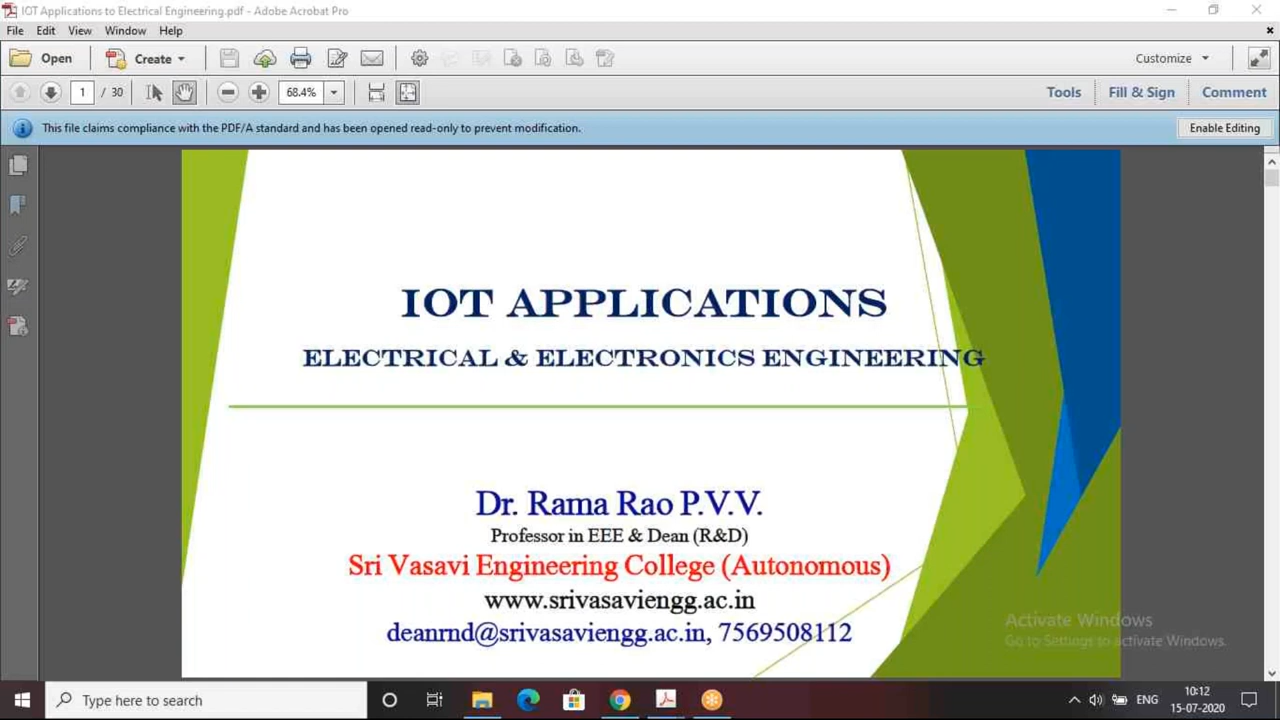 IOT Applications to Electrical Engineering.pdf - Adobe Acrobat Pro
File Edit View Window Help
Open Create Customize
1 / 30 68.4% Tools Fill & Sign Comment
This file claims compliance with the PDF/A standard and has been opened read-only to prevent modification. Enable Editing
IOT APPLICATIONS
ELECTRICAL & ELECTRONICS ENGINEERING
Dr. Rama Rao P.V.V.
Professor in EEE & Dean (R&D)
Sri Vasavi Engineering College (Autonomous)
www.srivasaviengg.ac.in
deanrnd@srivasaviengg.ac.in, 7569508112
Activate Windows
Go to Settings to activate Windows.
Type here to search ENG 10:12
15-07-2020